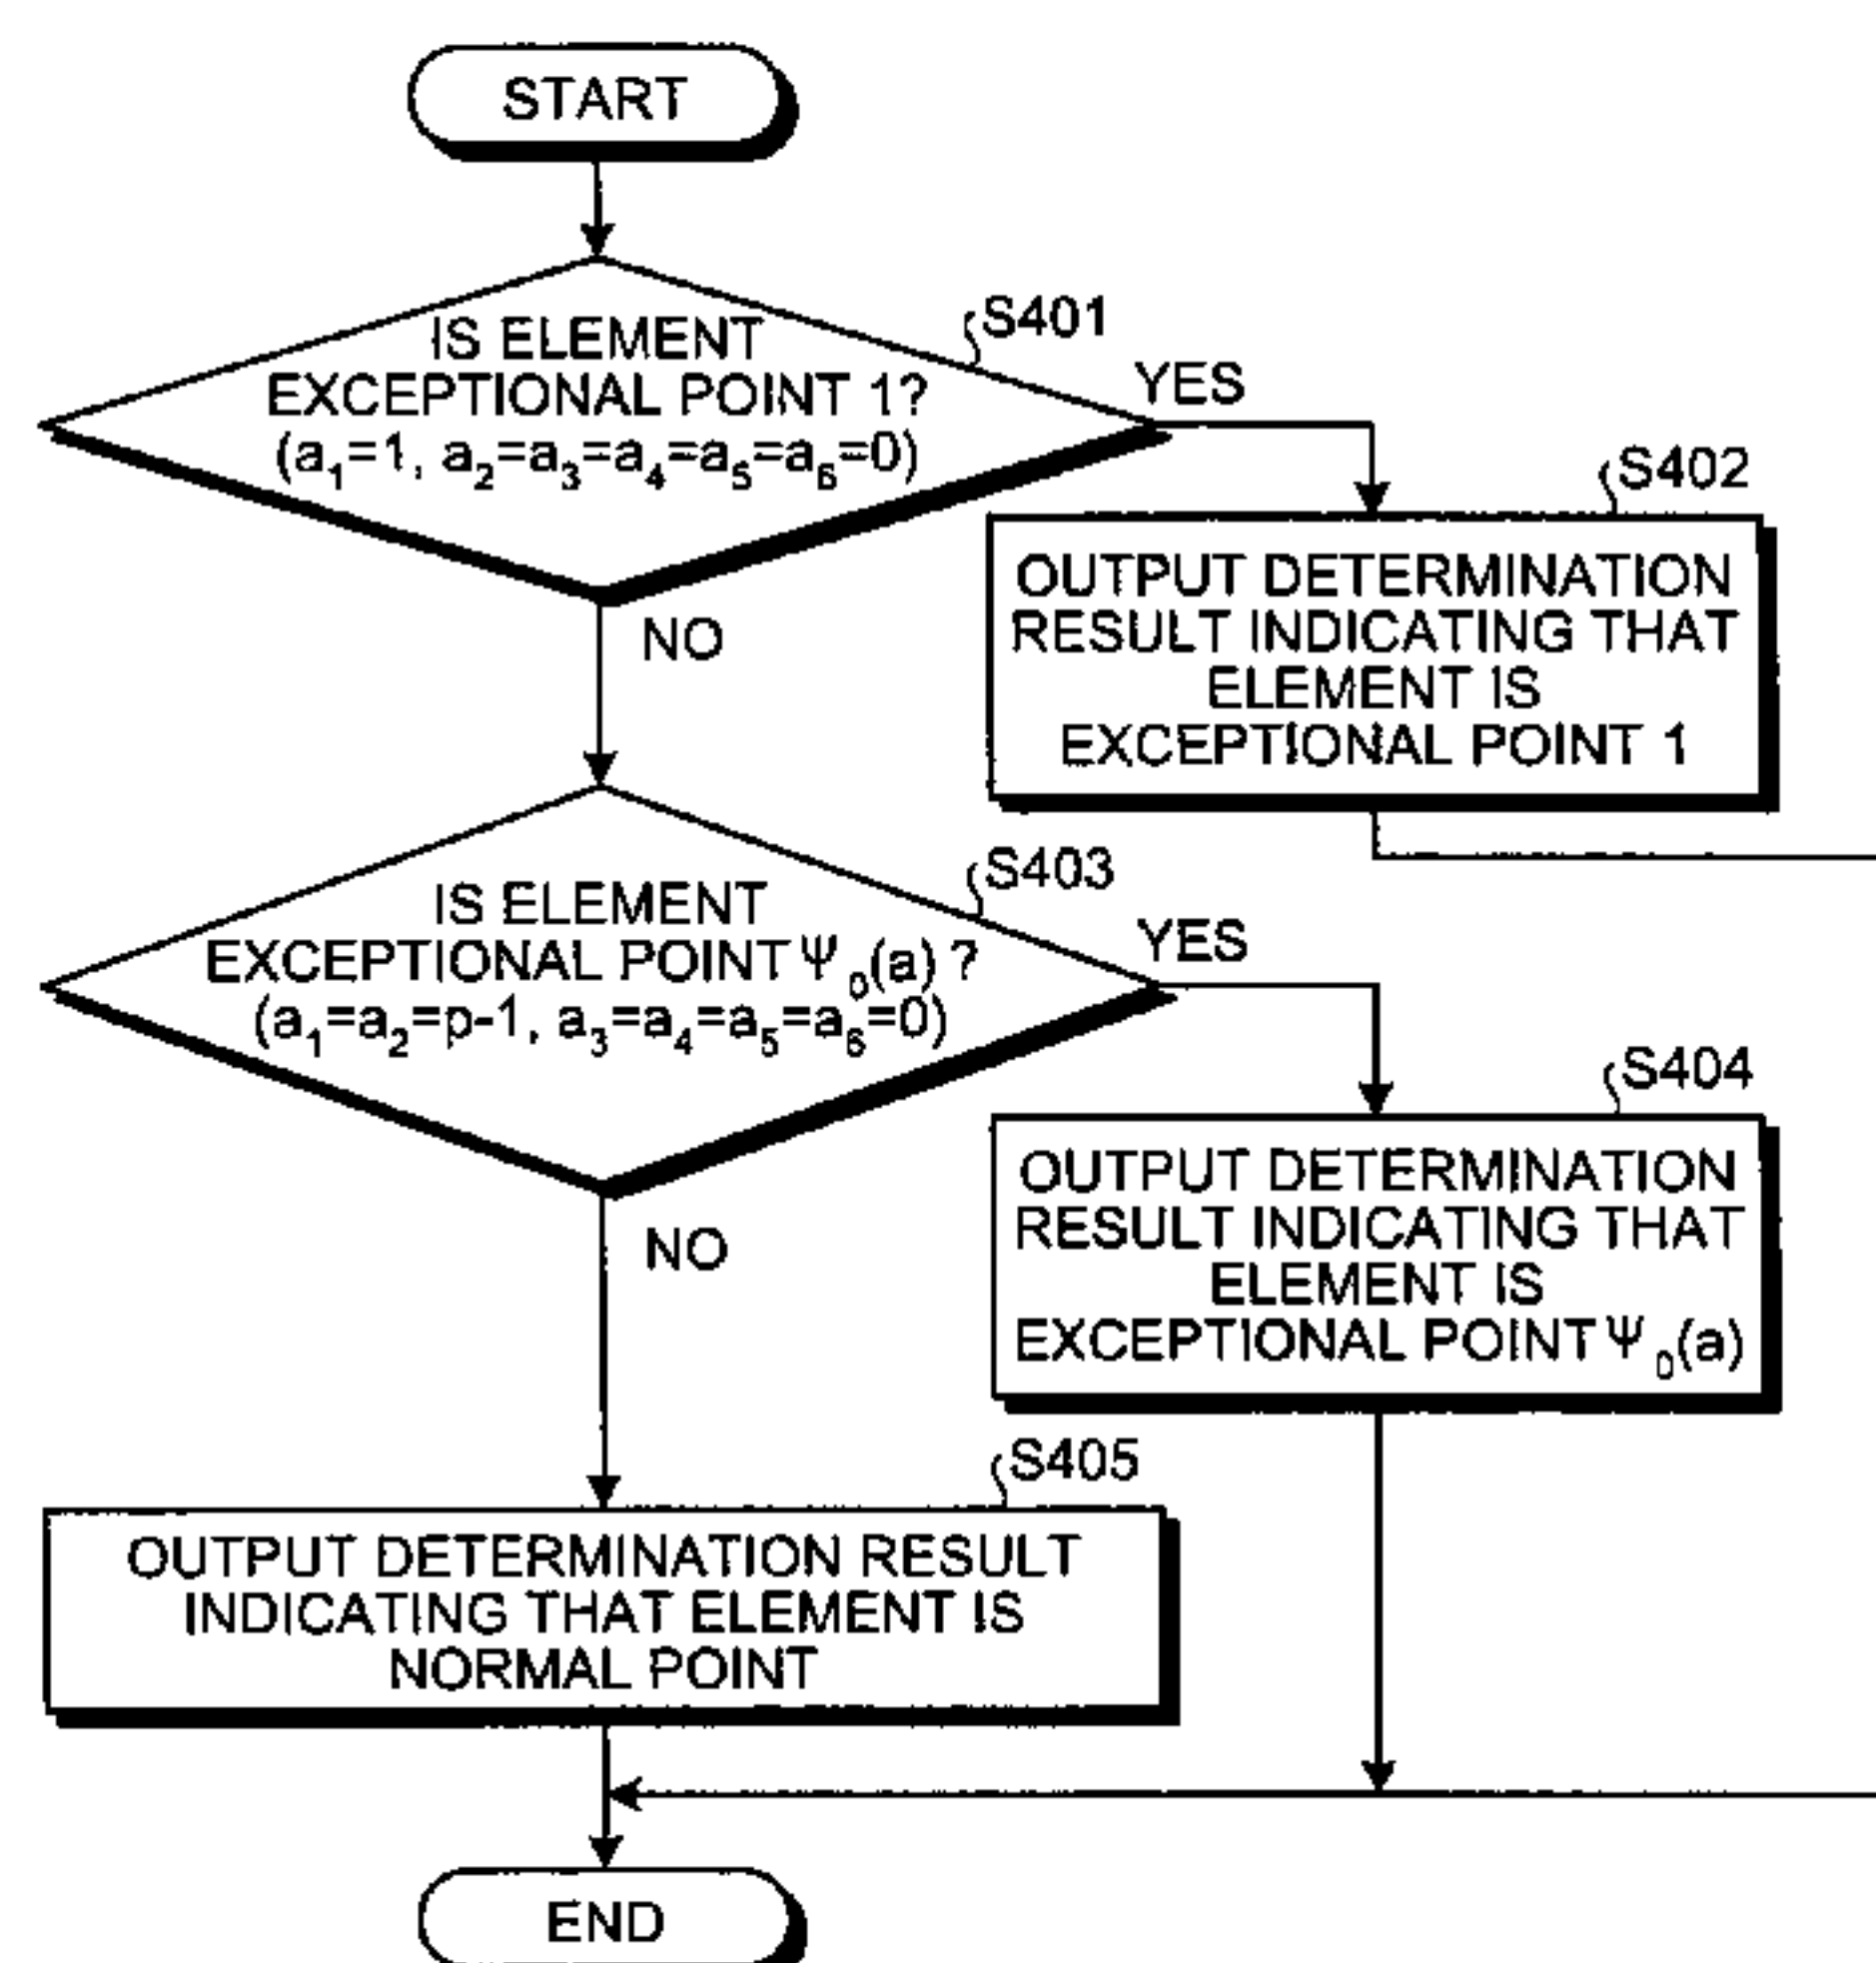 START
IS ELEMENT
EXCEPTIONAL POINT 1?
(a₁=1, a₂=a₃=a₄=a₅=a₆=0)
S401
YES
NO
S402
OUTPUT DETERMINATION
RESULT INDICATING THAT
ELEMENT IS
EXCEPTIONAL POINT 1
IS ELEMENT
EXCEPTIONAL POINT Ψ₀(a) ?
(a₁=a₂=p-1, a₃=a₄=a₅=a₆=0)
S403
YES
NO
S404
OUTPUT DETERMINATION
RESULT INDICATING THAT
ELEMENT IS
EXCEPTIONAL POINT Ψ₀(a)
S405
OUTPUT DETERMINATION RESULT
INDICATING THAT ELEMENT IS
NORMAL POINT
END